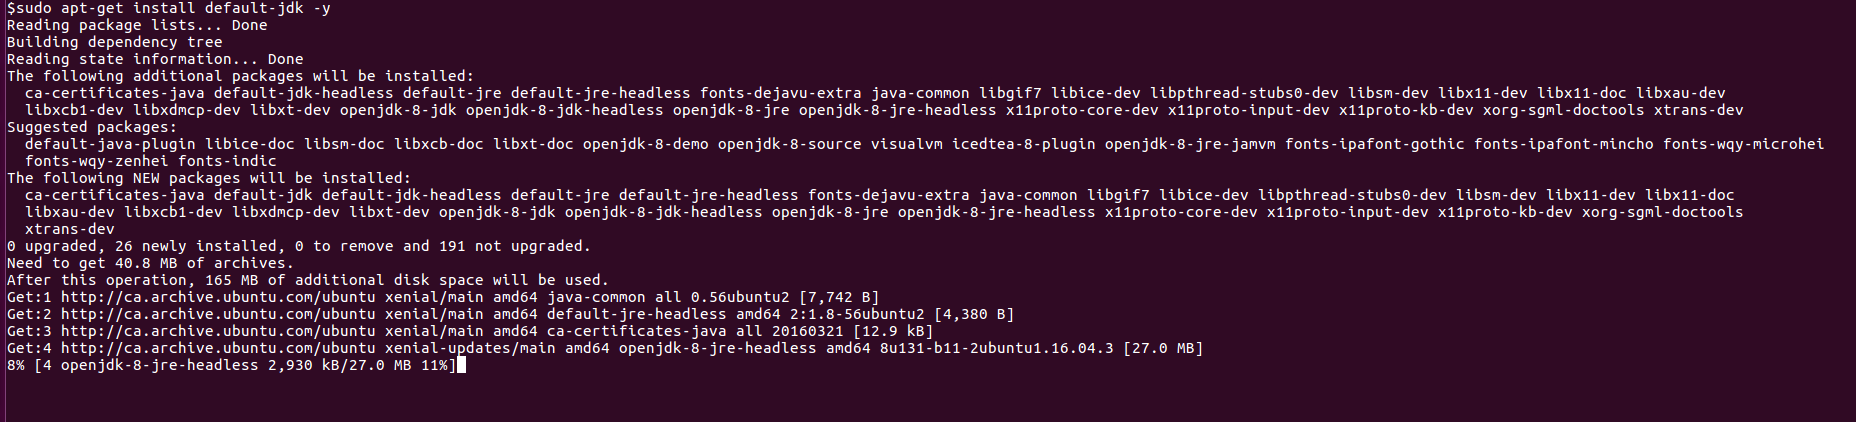 $sudo apt-get install default-jdk -y
Reading package lists... Done
Building dependency tree
Reading state information... Done
The following additional packages will be installed:
  ca-certificates-java default-jdk-headless default-jre default-jre-headless fonts-dejavu-extra java-common libgif7 libice-dev libpthread-stubs0-dev libsm-dev libx11-dev libx11-doc libxau-dev
  libxcb1-dev libxdmcp-dev libxt-dev openjdk-8-jdk openjdk-8-jdk-headless openjdk-8-jre openjdk-8-jre-headless x11proto-core-dev x11proto-input-dev x11proto-kb-dev xorg-sgml-doctools xtrans-dev
Suggested packages:
  default-java-plugin libice-doc libsm-doc libxcb-doc libxt-doc openjdk-8-demo openjdk-8-source visualvm icedtea-8-plugin openjdk-8-jre-jamvm fonts-ipafont-gothic fonts-ipafont-mincho fonts-wqy-microhei
  fonts-wqy-zenhei fonts-indic
The following NEW packages will be installed:
  ca-certificates-java default-jdk default-jdk-headless default-jre default-jre-headless fonts-dejavu-extra java-common libgif7 libice-dev libpthread-stubs0-dev libsm-dev libx11-dev libx11-doc
  libxau-dev libxcb1-dev libxdmcp-dev libxt-dev openjdk-8-jdk openjdk-8-jdk-headless openjdk-8-jre openjdk-8-jre-headless x11proto-core-dev x11proto-input-dev x11proto-kb-dev xorg-sgml-doctools
  xtrans-dev
0 upgraded, 26 newly installed, 0 to remove and 191 not upgraded.
Need to get 40.8 MB of archives.
After this operation, 165 MB of additional disk space will be used.
Get:1 http://ca.archive.ubuntu.com/ubuntu xenial/main amd64 java-common all 0.56ubuntu2 [7,742 B]
Get:2 http://ca.archive.ubuntu.com/ubuntu xenial/main amd64 default-jre-headless amd64 2:1.8-56ubuntu2 [4,380 B]
Get:3 http://ca.archive.ubuntu.com/ubuntu xenial/main amd64 ca-certificates-java all 20160321 [12.9 kB]
Get:4 http://ca.archive.ubuntu.com/ubuntu xenial-updates/main amd64 openjdk-8-jre-headless amd64 8u131-b11-2ubuntu1.16.04.3 [27.0 MB]
8% [4 openjdk-8-jre-headless 2,930 kB/27.0 MB 11%]